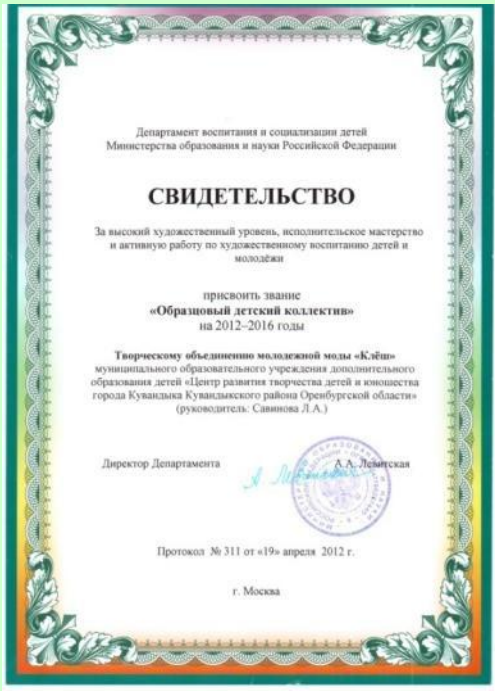 Департамент воспитания и социализации детей
Министерства образования и науки Российской Федерации
СВИДЕТЕЛЬСТВО
За высокий художественный уровень, исполнительское мастерство
и активную работу по художественному воспитанию детей и
молодёжи
присвоить звание
«Образцовый детский коллектив»
на 2012–2016 годы
Творческому объединению молодежной моды «Клёш»
муниципального образовательного учреждения дополнительного
образования детей «Центр развития творчества детей и юношества
города Кувандыка Кувандыкского района Оренбургской области»
(руководитель: Савинова Л.А.)
Директор Департамента
А.А. Левитская
Протокол № 311 от «19» апреля 2012 г.
г. Москва